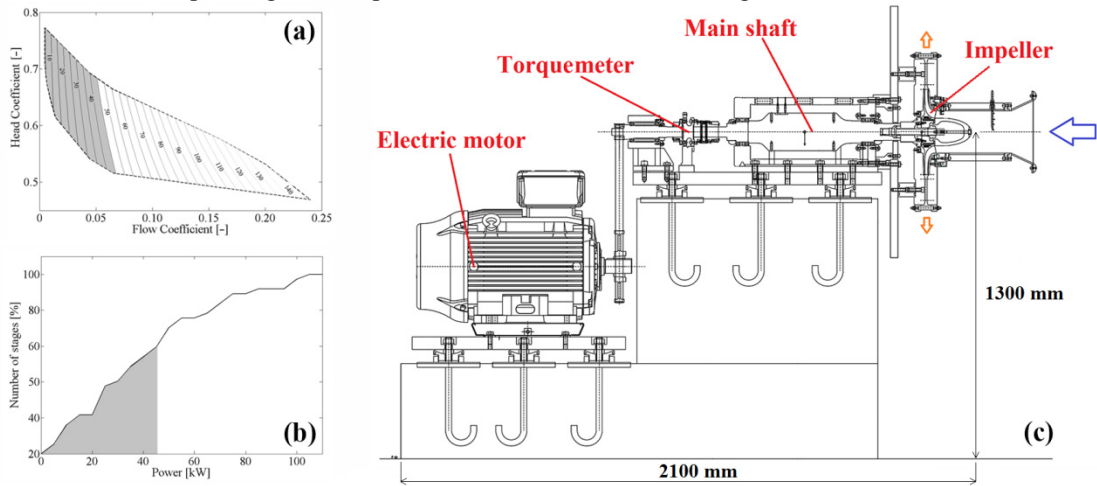 (a)
0.8
0.7
0.6
0.5
Head Coefficient [-]
10
20
30
40
50
60
70
80
90
100
110
120
130
140
0
0.05
0.10
0.15
0.20
0.25
Flow Coefficient [-]
(b)
100
80
60
50
40
20
Number of stages [%]
0
20
40
60
80
100
Power [kW]
Main shaft
Impeller
Torquemeter
Electric motor
1300 mm
(c)
2100 mm